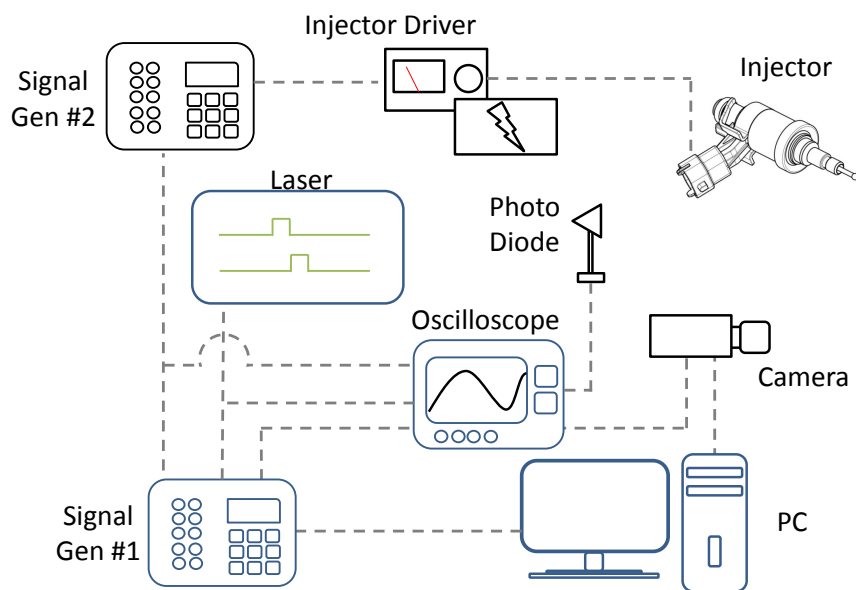 Injector Driver
Signal
Gen #2
Injector
Laser
Photo
Diode
Oscilloscope
Camera
Signal
Gen #1
PC